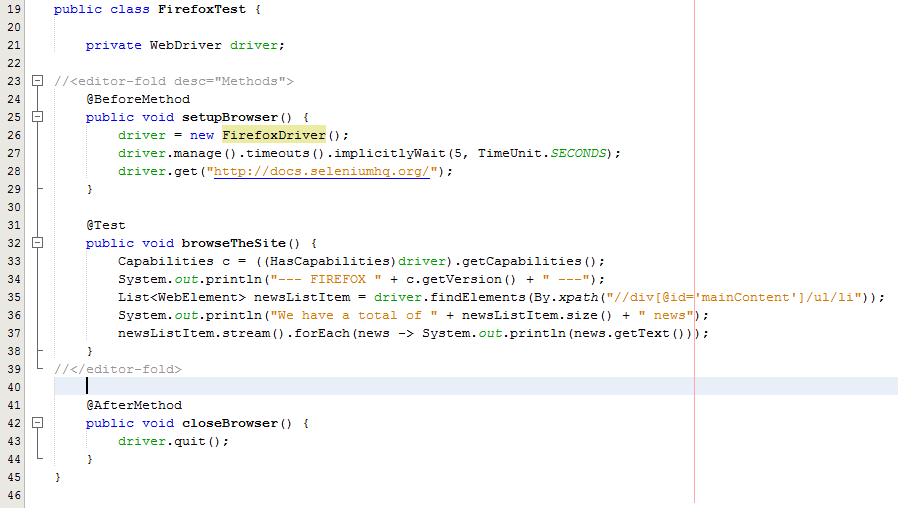 19 public class FirefoxTest {
20
21     private WebDriver driver;
22
23 //<editor-fold desc="Methods">
24     @BeforeMethod
25     public void setupBrowser() {
26         driver = new FirefoxDriver();
27         driver.manage().timeouts().implicitlyWait(5, TimeUnit.SECONDS);
28         driver.get("http://docs.seleniumhq.org/");
29     }
30
31     @Test
32     public void browseTheSite() {
33         Capabilities c = ((HasCapabilities)driver).getCapabilities();
34         System.out.println("--- FIREFOX " + c.getVersion() + " ---");
35         List<WebElement> newsListItem = driver.findElements(By.xpath("//div[@id='mainContent']/ul/li"));
36         System.out.println("We have a total of " + newsListItem.size() + " news");
37         newsListItem.stream().forEach(news -> System.out.println(news.getText()));
38     }
39 //</editor-fold>
40
41     @AfterMethod
42     public void closeBrowser() {
43         driver.quit();
44     }
45 }
46